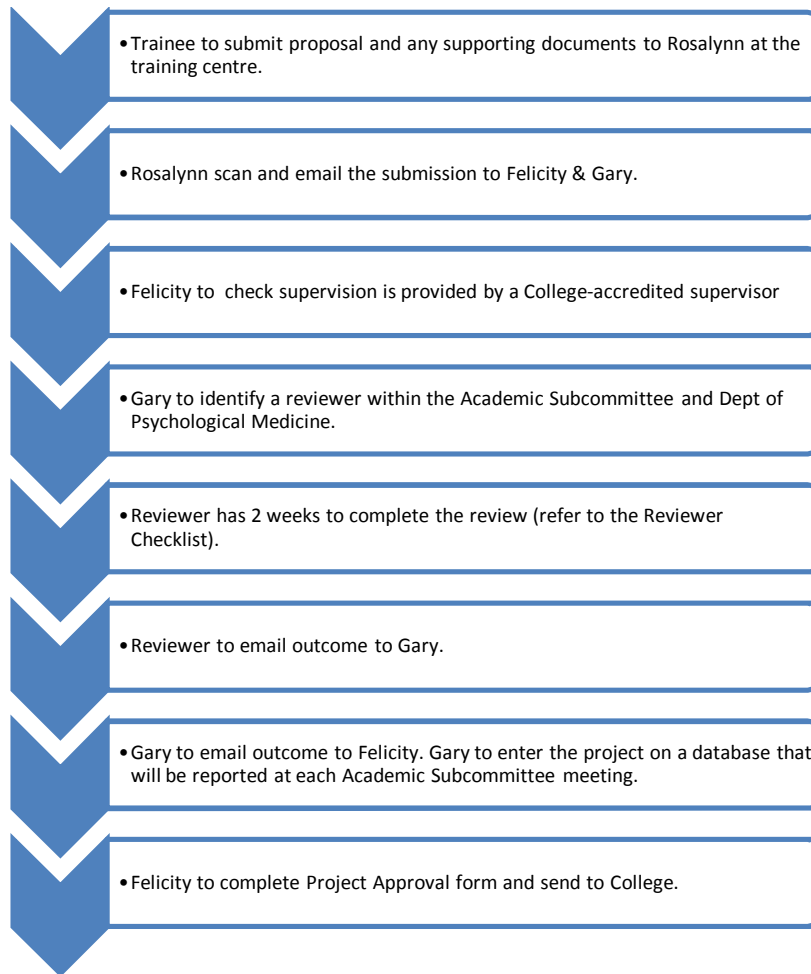 •Trainee to submit proposal and any supporting documents to Rosalynn at the
training centre.
•Rosalynn scan and email the submission to Felicity & Gary.
•Felicity to  check supervision is provided by a College-accredited supervisor
•Gary to identify a reviewer within the Academic Subcommittee and Dept of
Psychological Medicine.
•Reviewer has 2 weeks to complete the review (refer to the Reviewer
Checklist).
•Reviewer to email outcome to Gary.
•Gary to email outcome to Felicity. Gary to enter the project on a database that
will be reported at each Academic Subcommittee meeting.
•Felicity to complete Project Approval form and send to College.